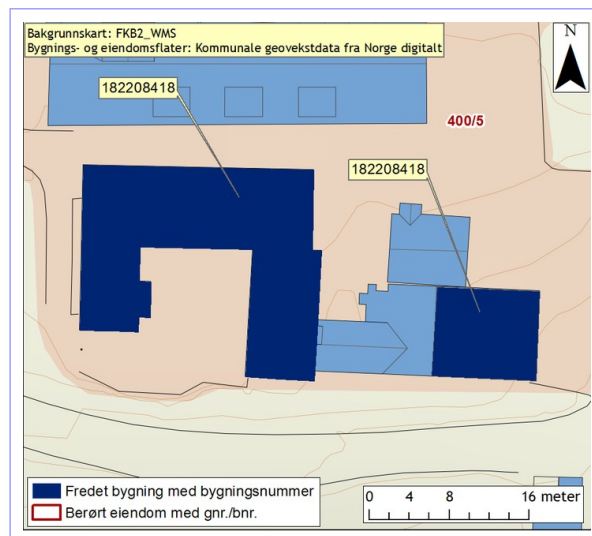 Bakgrunnskart: FKB2_WMS
Bygnings- og eiendomsflater: Kommunale geovekstdata fra Norge digitalt
N
182208418
400/5
182208418
Fredet bygning med bygningsnummer
Berørt eiendom med gnr./bnr.
0 4 8 16 meter